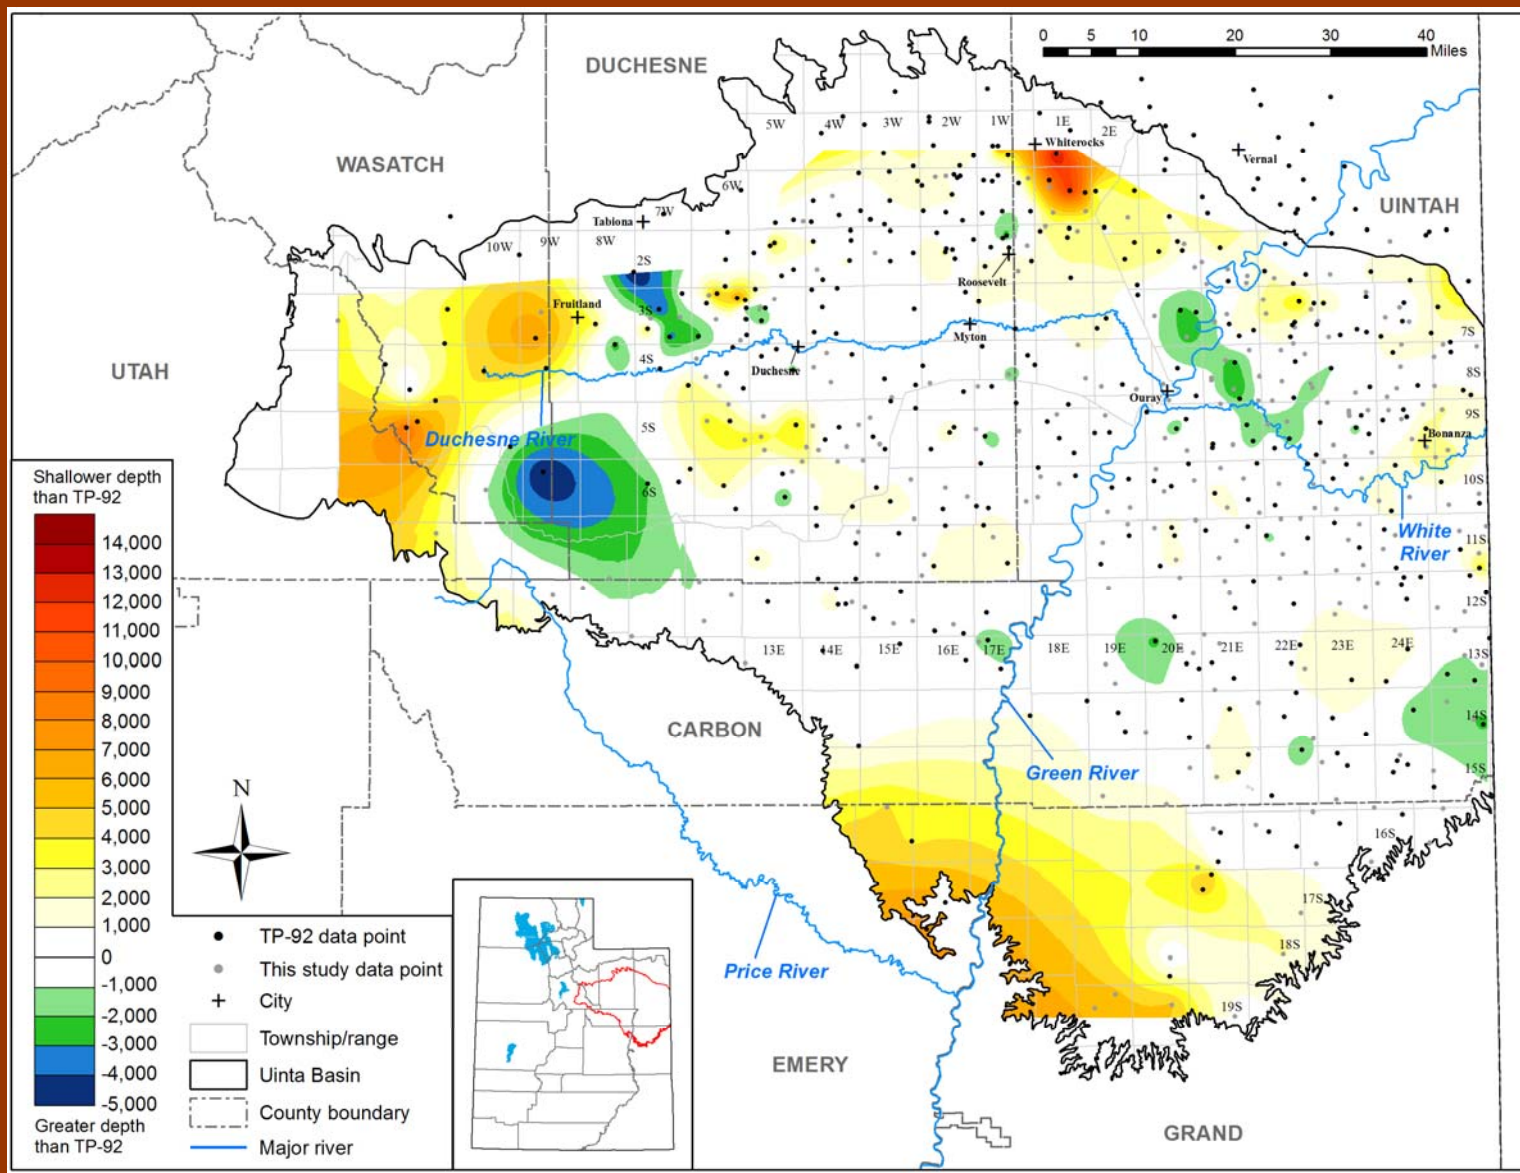 DUCHESNE
0 5 10 20 30 40
Miles
5W 4W 3W 2W 1W 1E 2E
WASATCH
Whiterocks
Vernal
6W
UINTAH
Tabiona
7W
10W 9W 8W
2S
Roosevelt
Fruitland
3S
7S
Myton
4S
UTAH
Duchesne
8S
Ouray
9S
5S
Duchesne River
Bonanza
Shallower depth
than TP-92
10S
6S
14,000
White
River
11S
13,000
12,000
12S
11,000
10,000
13E 14E 15E 16E 17E 18E 19E 20E 21E 22E 23E 24E
13S
9,000
8,000
14S
CARBON
7,000
15S
Green River
6,000
N
5,000
4,000
16S
3,000
2,000
17S
1,000
TP-92 data point
18S
0
This study data point
Price River
-1,000
City
19S
-2,000
Township/range
-3,000
EMERY
-4,000
Uinta Basin
-5,000
County boundary
Greater depth
than TP-92
Major river
GRAND